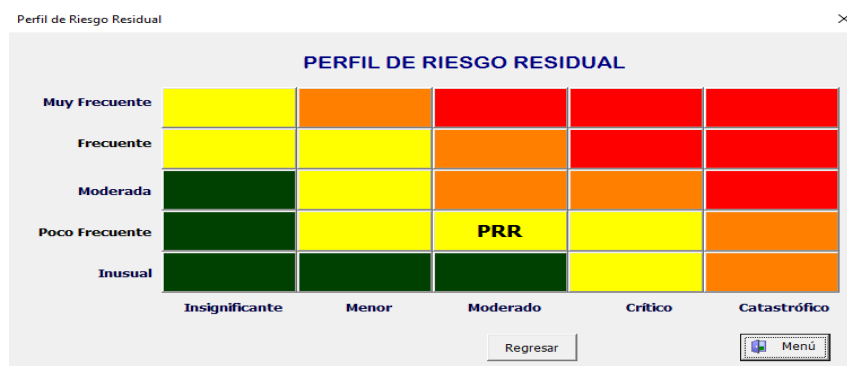 Perfil de Riesgo Residual
PERFIL DE RIESGO RESIDUAL
Muy Frecuente
Frecuente
Moderada
Poco Frecuente
PRR
Inusual
Insignificante Menor Moderado Crítico Catastrófico
Regresar
Menú